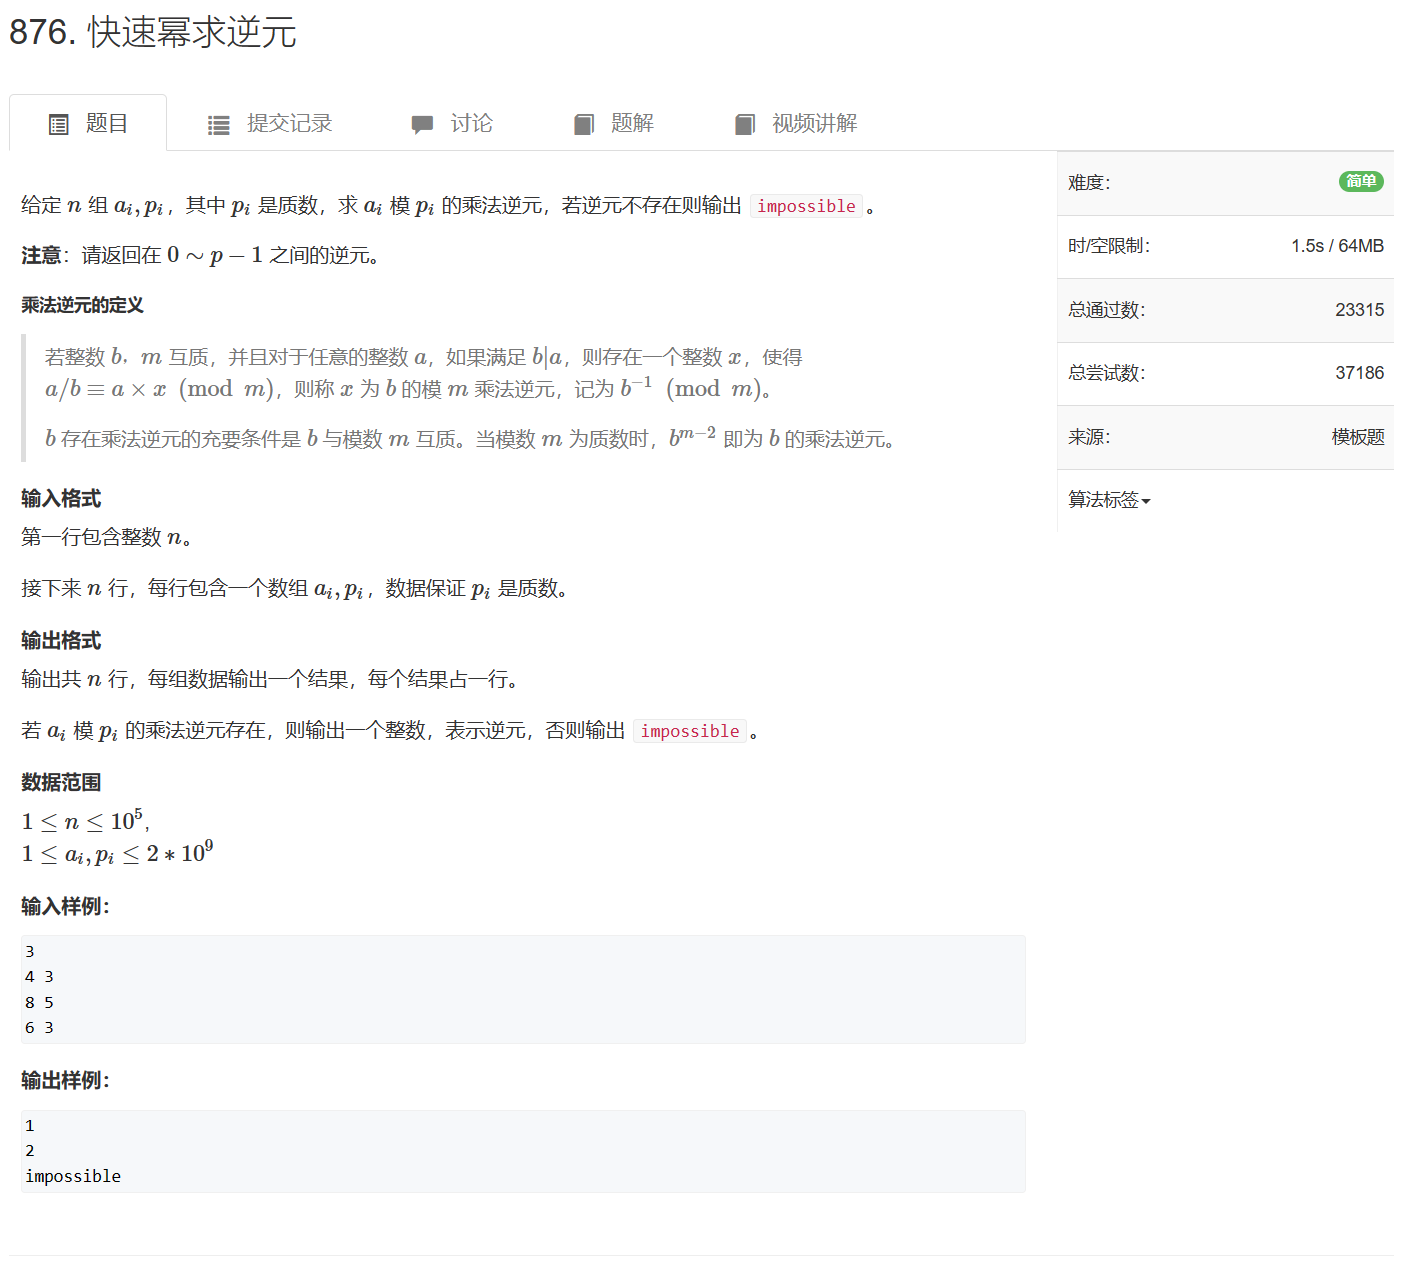 876. 快速幂求逆元
题目 提交记录 讨论 题解 视频讲解
给定 n 组 a_i, p_i，其中 p_i 是质数，求 a_i 模 p_i 的乘法逆元，若逆元不存在则输出 impossible 。
注意：请返回在 0 ∼ p − 1 之间的逆元。
乘法逆元的定义
若整数 b，m 互质，并且对于任意的整数 a，如果满足 b|a，则存在一个整数 x，使得
a/b ≡ a × x (mod m)，则称 x 为 b 的模 m 乘法逆元，记为 b^{−1} (mod m)。
b 存在乘法逆元的充要条件是 b 与模数 m 互质。当模数 m 为质数时，b^{m−2} 即为 b 的乘法逆元。
输入格式
第一行包含整数 n。
接下来 n 行，每行包含一个数组 a_i, p_i，数据保证 p_i 是质数。
输出格式
输出共 n 行，每组数据输出一个结果，每个结果占一行。
若 a_i 模 p_i 的乘法逆元存在，则输出一个整数，表示逆元，否则输出 impossible 。
数据范围
1 ≤ n ≤ 10^5,
1 ≤ a_i, p_i ≤ 2 ∗ 10^9
输入样例：
3
4 3
8 5
6 3
输出样例：
1
2
impossible
难度： 简单
时/空限制： 1.5s / 64MB
总通过数： 23315
总尝试数： 37186
来源： 模板题
算法标签